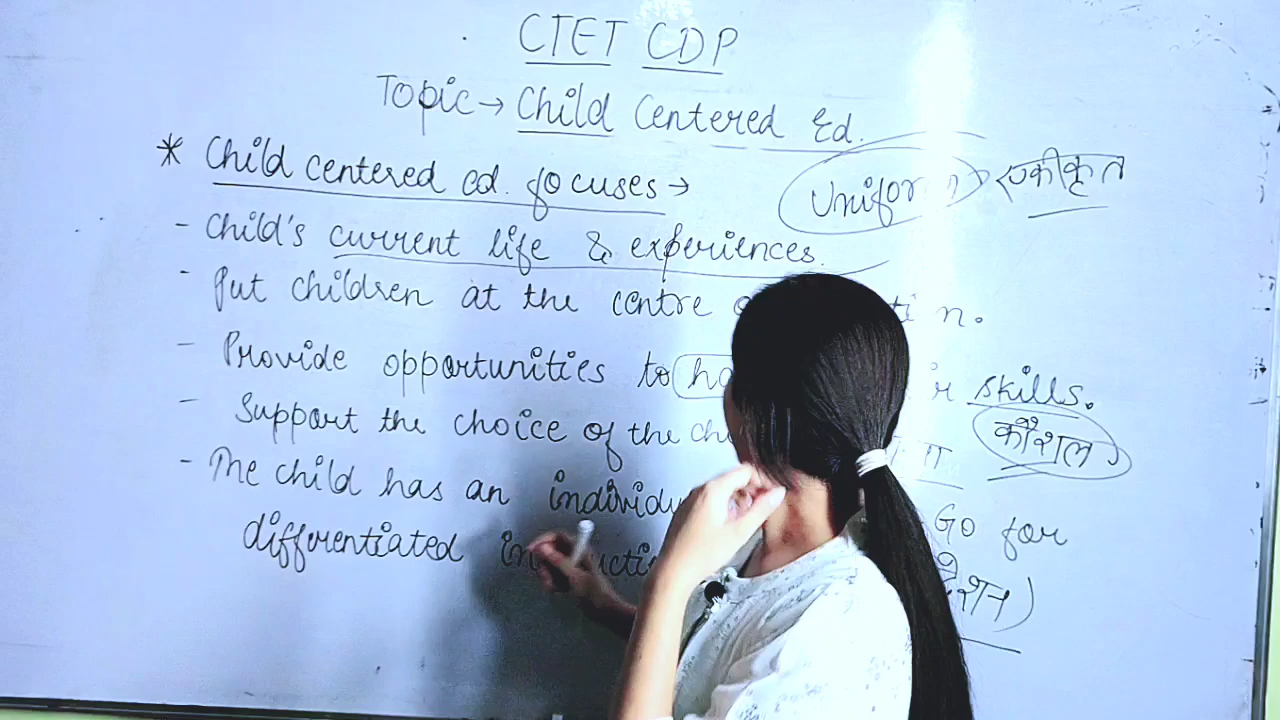 CTET CDP
Topic → Child Centered Ed.
* Child centered ed. focuses →
Uniform एकीकृत
- Child's current life & experiences.
- Put children at the centre
- Provide opportunities to skills.
- Support the choice of the कौशल
- The child has an Go for
differentiated